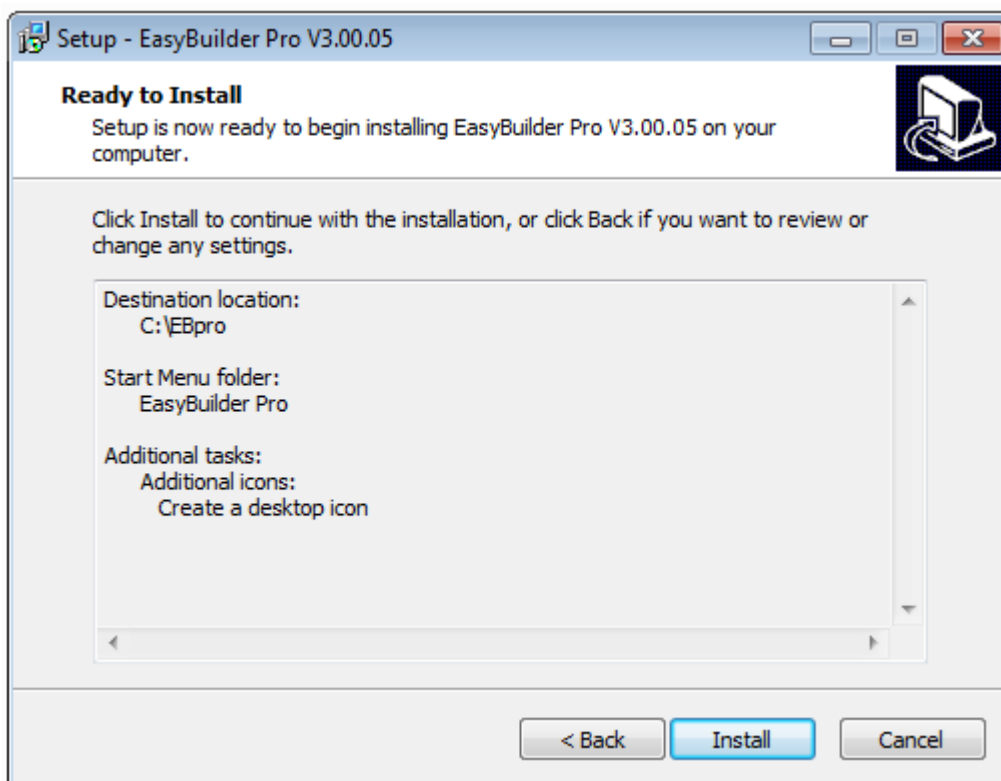 Setup - EasyBuilder Pro V3.00.05
Ready to Install
Setup is now ready to begin installing EasyBuilder Pro V3.00.05 on your
computer.
Click Install to continue with the installation, or click Back if you want to review or
change any settings.
Destination location:
C:\EBpro
Start Menu folder:
EasyBuilder Pro
Additional tasks:
Additional icons:
Create a desktop icon
< Back
Install
Cancel